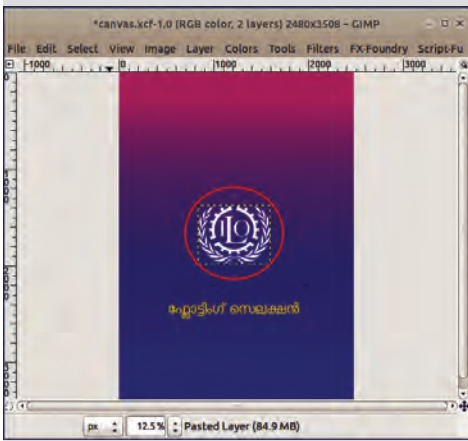 *canvas.xcf-1.0 (RGB color, 2 layers) 2480x3508 – GIMP
File Edit Select View Image Layer Colors Tools Filters FX-Foundry Script-Fu
-1000 0 1000 2000 3000
ILO
ഫ്ലോട്ടിംഗ് സെലക്ഷൻ
px 12.5% Pasted Layer (84.9 MB)